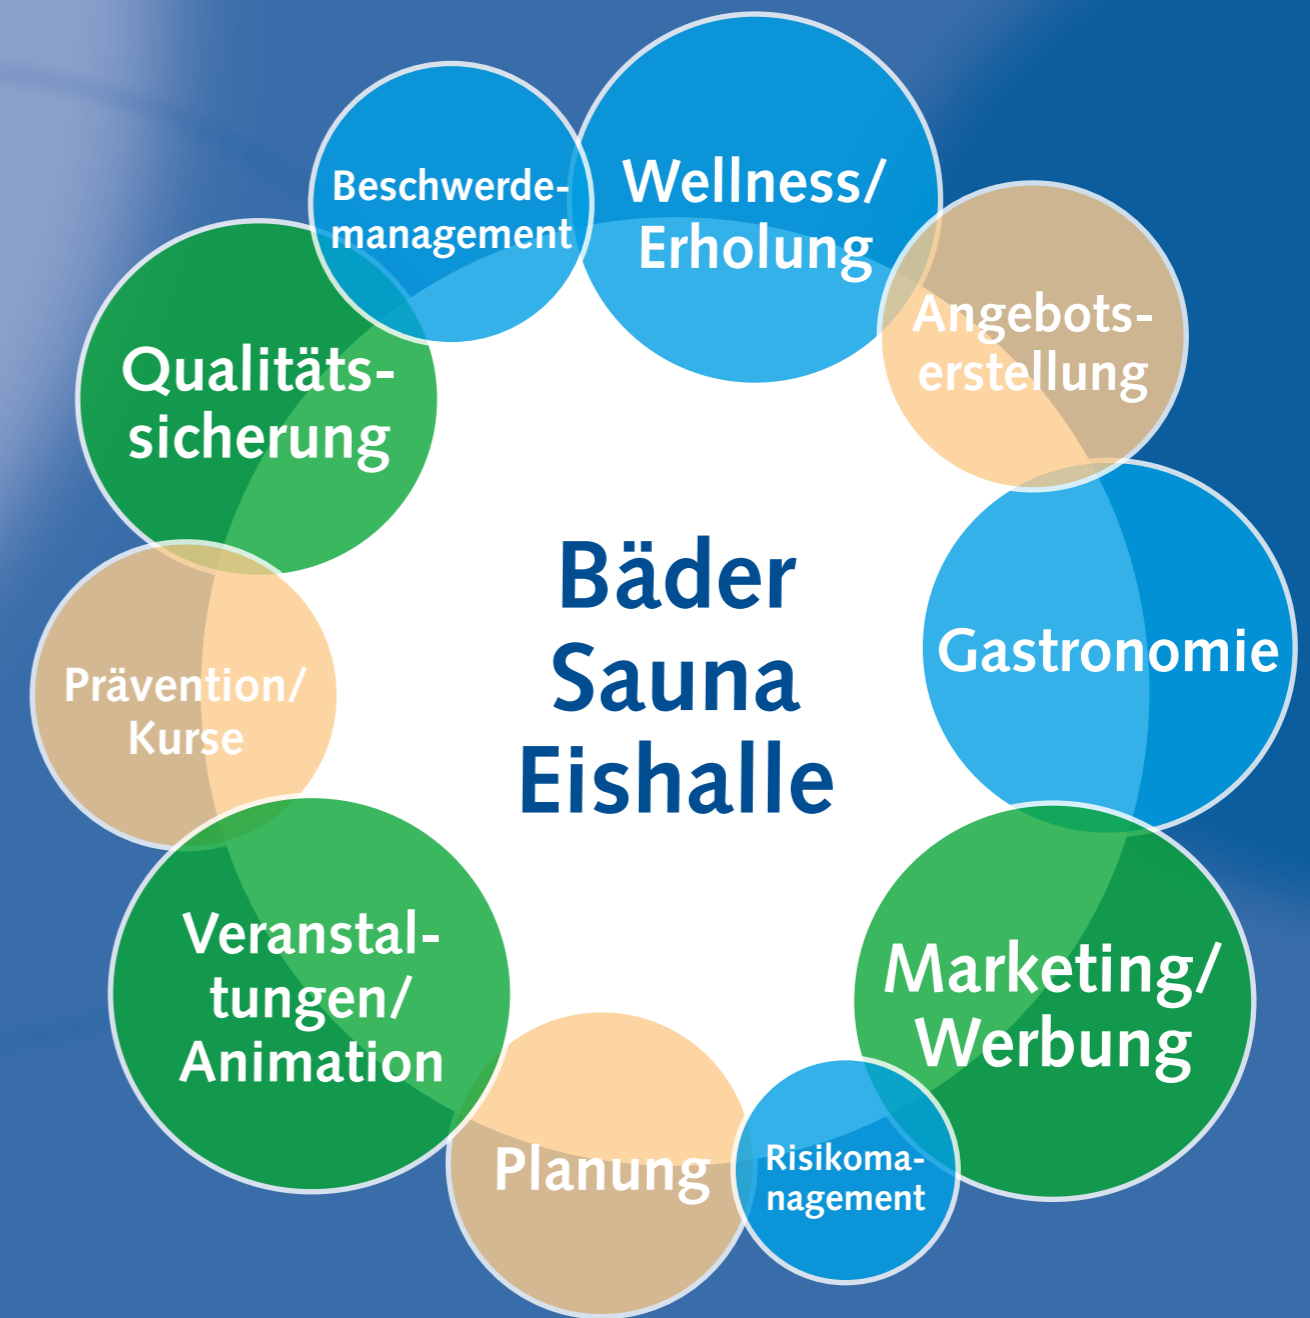 Beschwerde-
management
Wellness/
Erholung
Angebots-
erstellung
Qualitäts-
sicherung
Bäder
Sauna
Eishalle
Gastronomie
Prävention/
Kurse
Veranstal-
tungen/
Animation
Marketing/
Werbung
Planung
Risikoma-
nagement